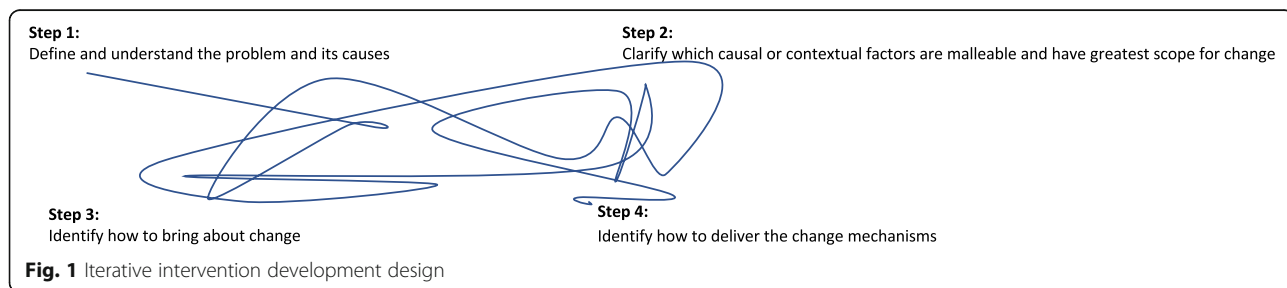 Step 1:
Define and understand the problem and its causes
Step 2:
Clarify which causal or contextual factors are malleable and have greatest scope for change
Step 3:
Identify how to bring about change
Step 4:
Identify how to deliver the change mechanisms
Fig. 1 Iterative intervention development design